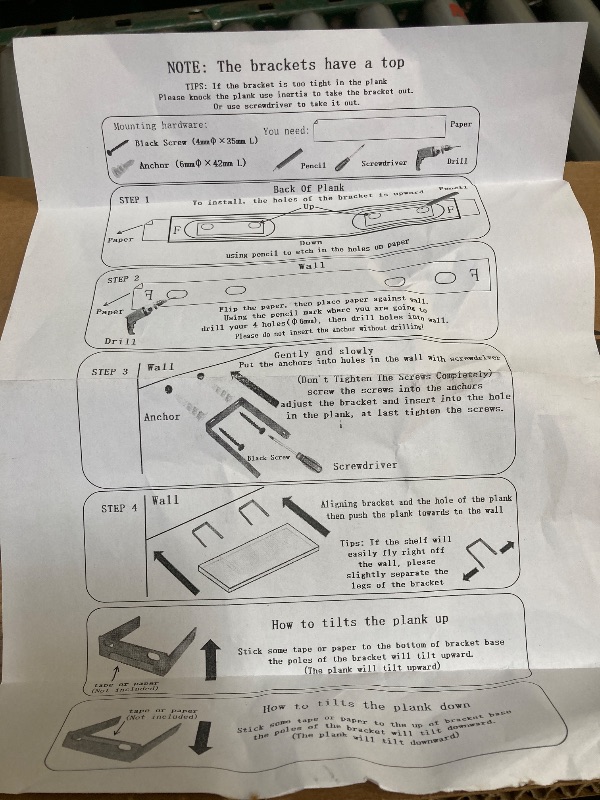 NOTE: The brackets have a top
TIPS: If the bracket is too tight in the plank
Please knock the plank use inertia to take the bracket out.
Or use screwdriver to take it out.
Mounting hardware:
Black Screw (4mmΦ×35mm L)
Anchor (6mmΦ×42mm L)
You need:
Paper
Pencil
Screwdriver
Drill
Back Of Plank
STEP 1
To install, the holes of the bracket is upward
Pencil
Up
F
F
Paper
Down
using pencil to etch in the holes on paper
Wall
STEP 2
F
F
Paper
Drill
Flip the paper, then place paper against wall.
Using the pencil mark where you are going to
drill your 4 holes(Φ6mm), then drill holes into wall.
Please do not insert the anchor without drilling!
STEP 3
Wall
Gently and slowly
Put the anchors into holes in the wall with screwdriver
(Don't Tighten The Screws Completely)
screw the screws into the anchors
adjust the bracket and insert into the hole
in the plank, at last tighten the screws.
Anchor
Black Screw
Screwdriver
STEP 4
Wall
Aligning bracket and the hole of the plank
then push the plank towards to the wall
Tips: If the shelf will
easily fly right off
the wall, please
slightly separate the
legs of the bracket
How to tilts the plank up
Stick some tape or paper to the bottom of bracket base
the poles of the bracket will tilt upward.
(The plank will tilt upward)
tape or paper
(Not included)
How to tilts the plank down
tape or paper
(Not included)
Stick some tape or paper to the up of bracket base
the poles of the bracket will tilt downward.
(The plank will tilt downward)